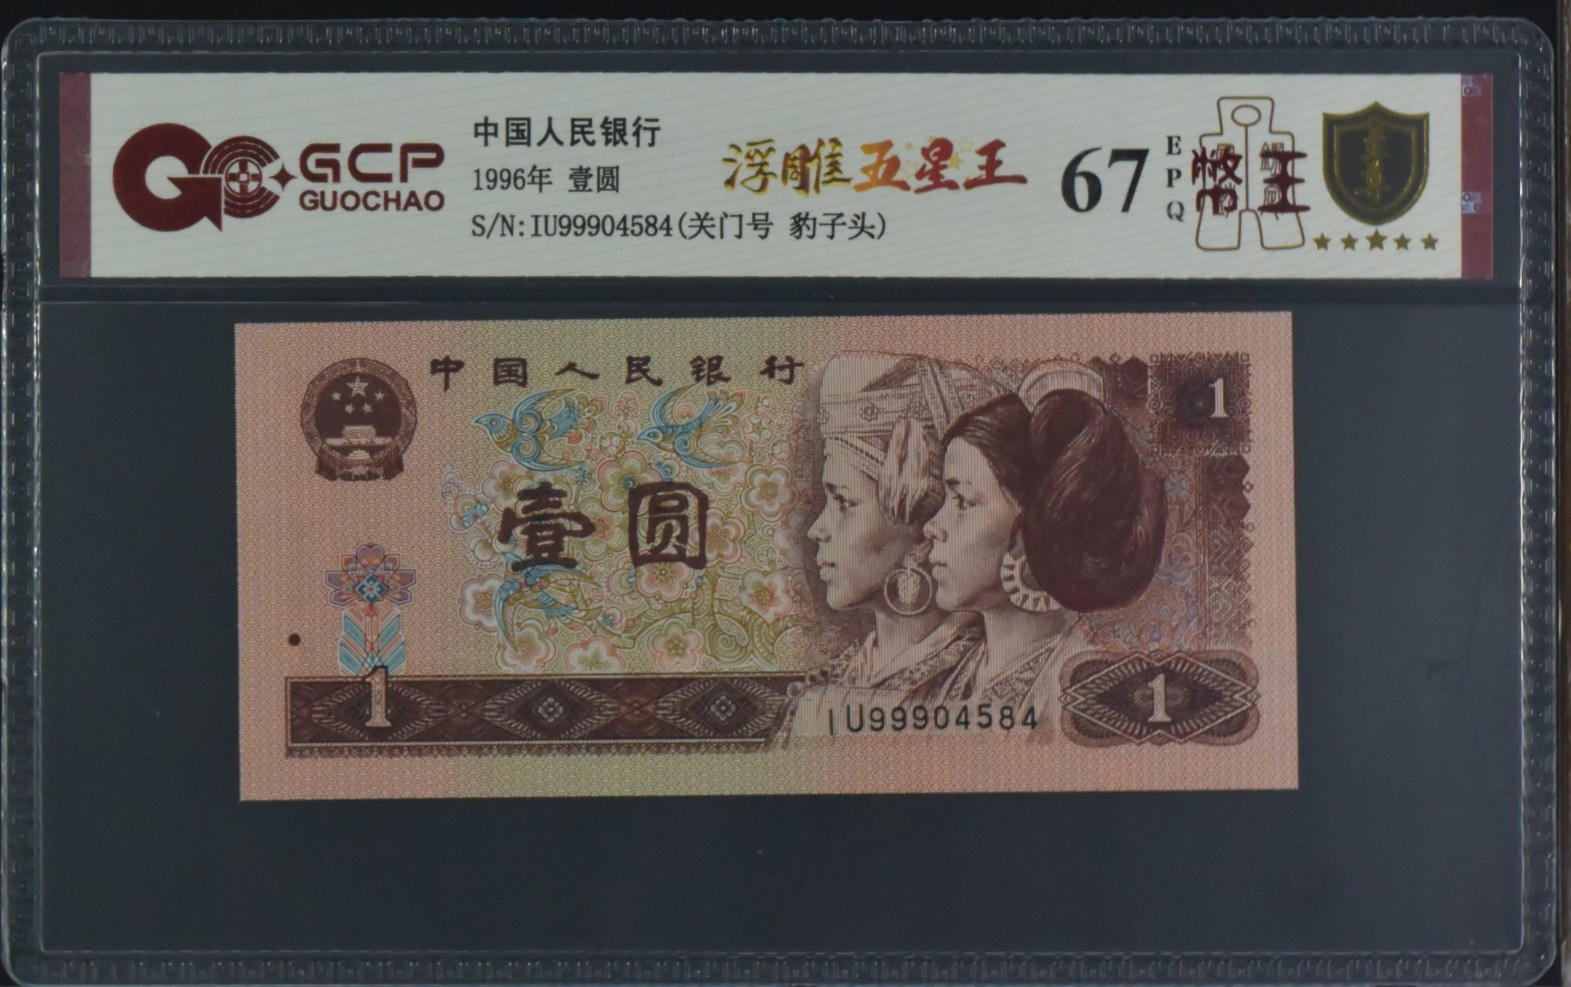 GCP
GUOCHAO
中国人民银行
1996年 壹圆
S/N:IU99904584(关门号 豹子头)
浮雕五星王
67
EPQ
至尊
中国人民银行
1
壹圆
1
IU99904584
1